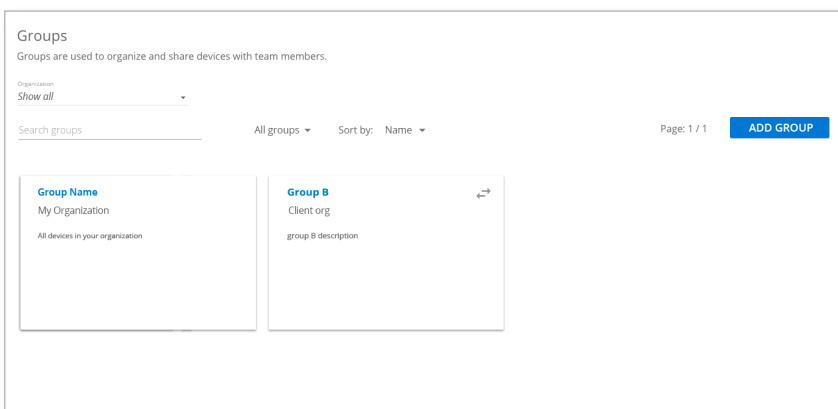 Groups
Groups are used to organize and share devices with team members.
Organization
Show all
Search groups
All groups
Sort by: Name
Page: 1 / 1
ADD GROUP
Group Name
My Organization
All devices in your organization
Group B
Client org
group B description